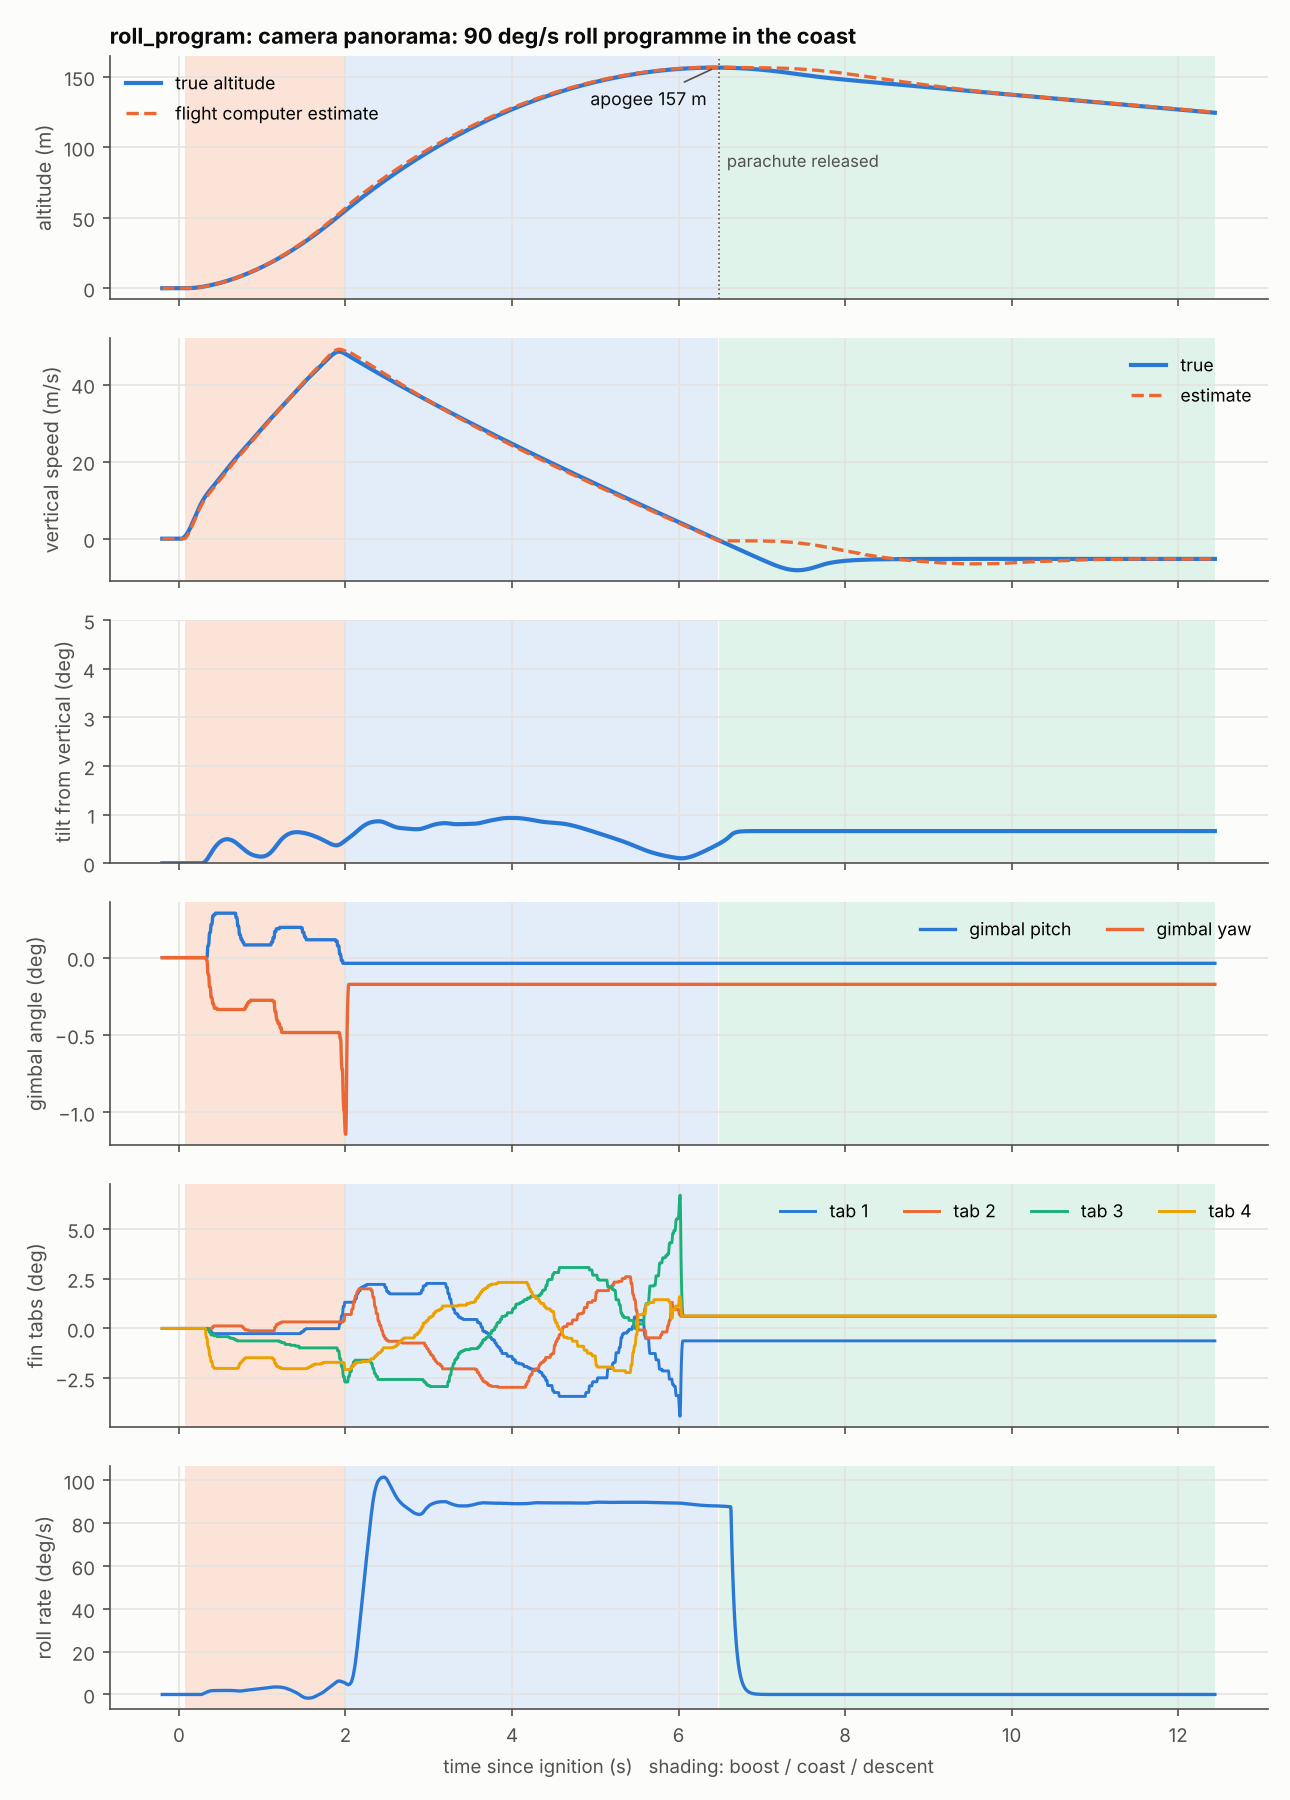 roll_program: camera panorama: 90 deg/s roll programme in the coast
altitude (m)
150
100
50
0
true altitude
flight computer estimate
apogee 157 m
parachute released
vertical speed (m/s)
40
20
0
true
estimate
tilt from vertical (deg)
5
4
3
2
1
0
gimbal angle (deg)
0.0
−0.5
−1.0
gimbal pitch gimbal yaw
fin tabs (deg)
5.0
2.5
0.0
−2.5
tab 1 tab 2 tab 3 tab 4
roll rate (deg/s)
100
80
60
40
20
0
0 2 4 6 8 10 12
time since ignition (s) shading: boost / coast / descent